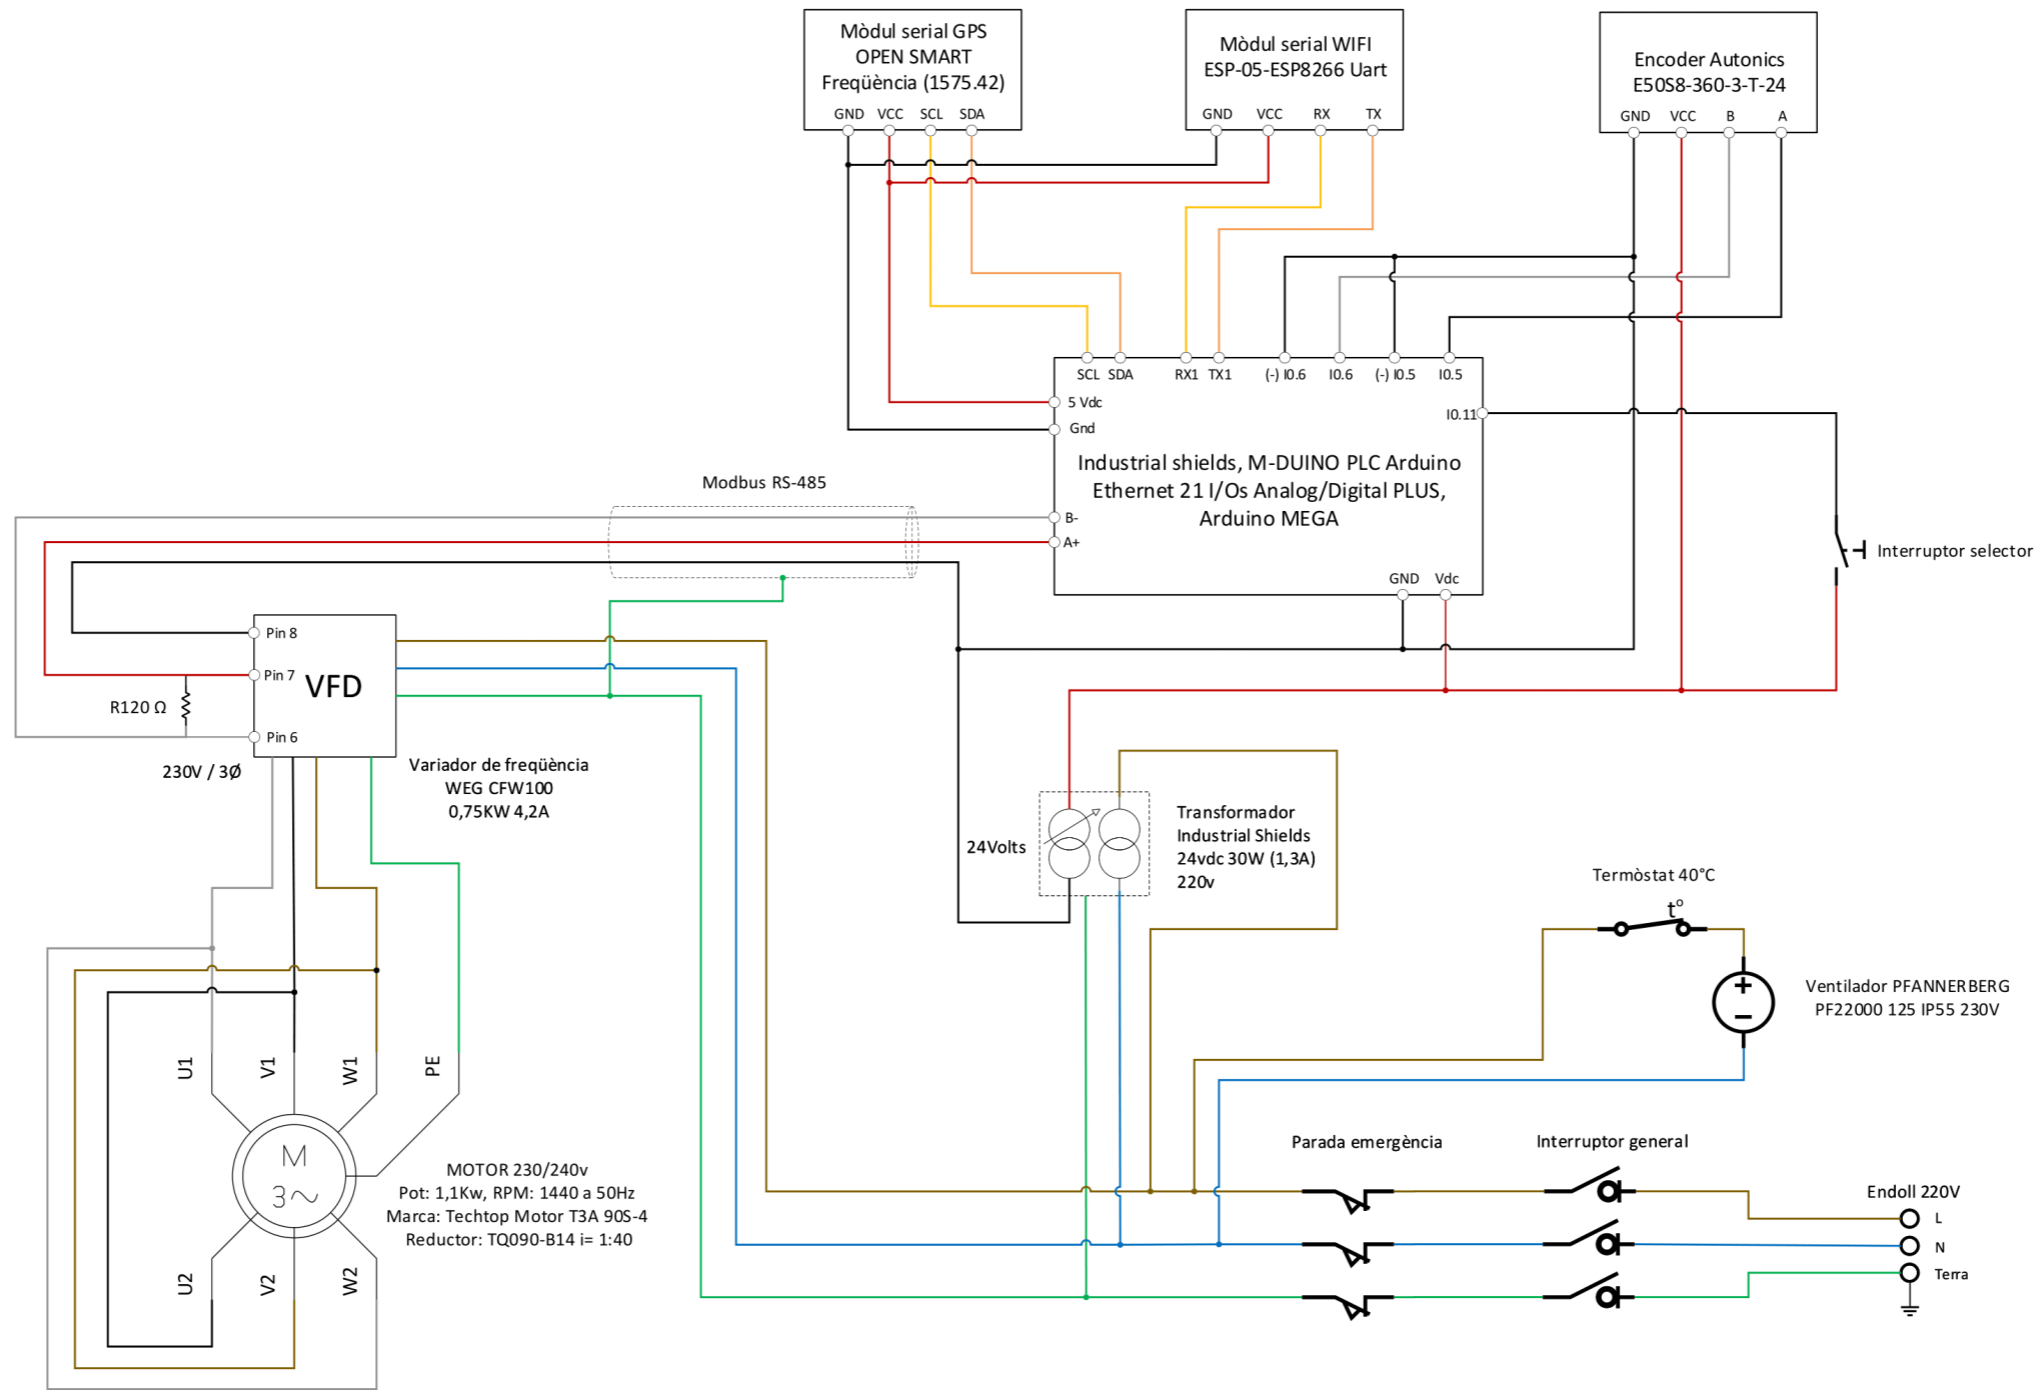 Mòdul serial GPS
OPEN SMART
Freqüència (1575.42)
GND VCC SCL SDA
Mòdul serial WIFI
ESP-05-ESP8266 Uart
GND VCC RX TX
Encoder Autonics
E50S8-360-3-T-24
GND VCC B A
SCL SDA RX1 TX1 (-) I0.6 I0.6 (-) I0.5 I0.5
5 Vdc
Gnd
I0.11
Industrial shields, M-DUINO PLC Arduino
Ethernet 21 I/Os Analog/Digital PLUS,
Arduino MEGA
B-
A+
GND Vdc
Modbus RS-485
Interruptor selector
Pin 8
Pin 7
Pin 6
VFD
R120 Ω
230V / 3Ø
Variador de freqüència
WEG CFW100
0,75KW 4,2A
24Volts
Transformador
Industrial Shields
24vdc 30W (1,3A)
220v
Termòstat 40°C
t°
+
−
Ventilador PFANNERBERG
PF22000 125 IP55 230V
U1 V1 W1 PE
M
3~
U2 V2 W2
MOTOR 230/240v
Pot: 1,1Kw, RPM: 1440 a 50Hz
Marca: Techtop Motor T3A 90S-4
Reductor: TQ090-B14 i= 1:40
Parada emergència
Interruptor general
Endoll 220V
L
N
Terra